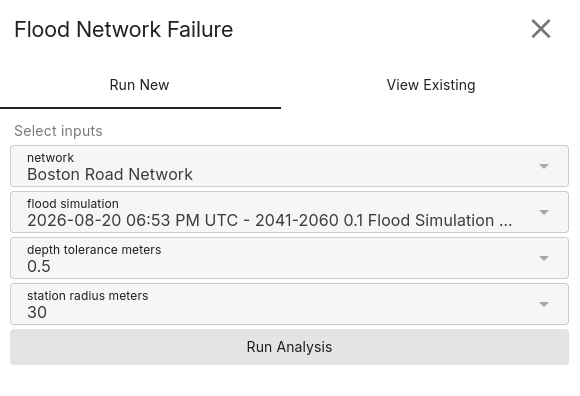 Flood Network Failure
Run New
View Existing
Select inputs
network
Boston Road Network
flood simulation
2026-08-20 06:53 PM UTC - 2041-2060 0.1 Flood Simulation ...
depth tolerance meters
0.5
station radius meters
30
Run Analysis